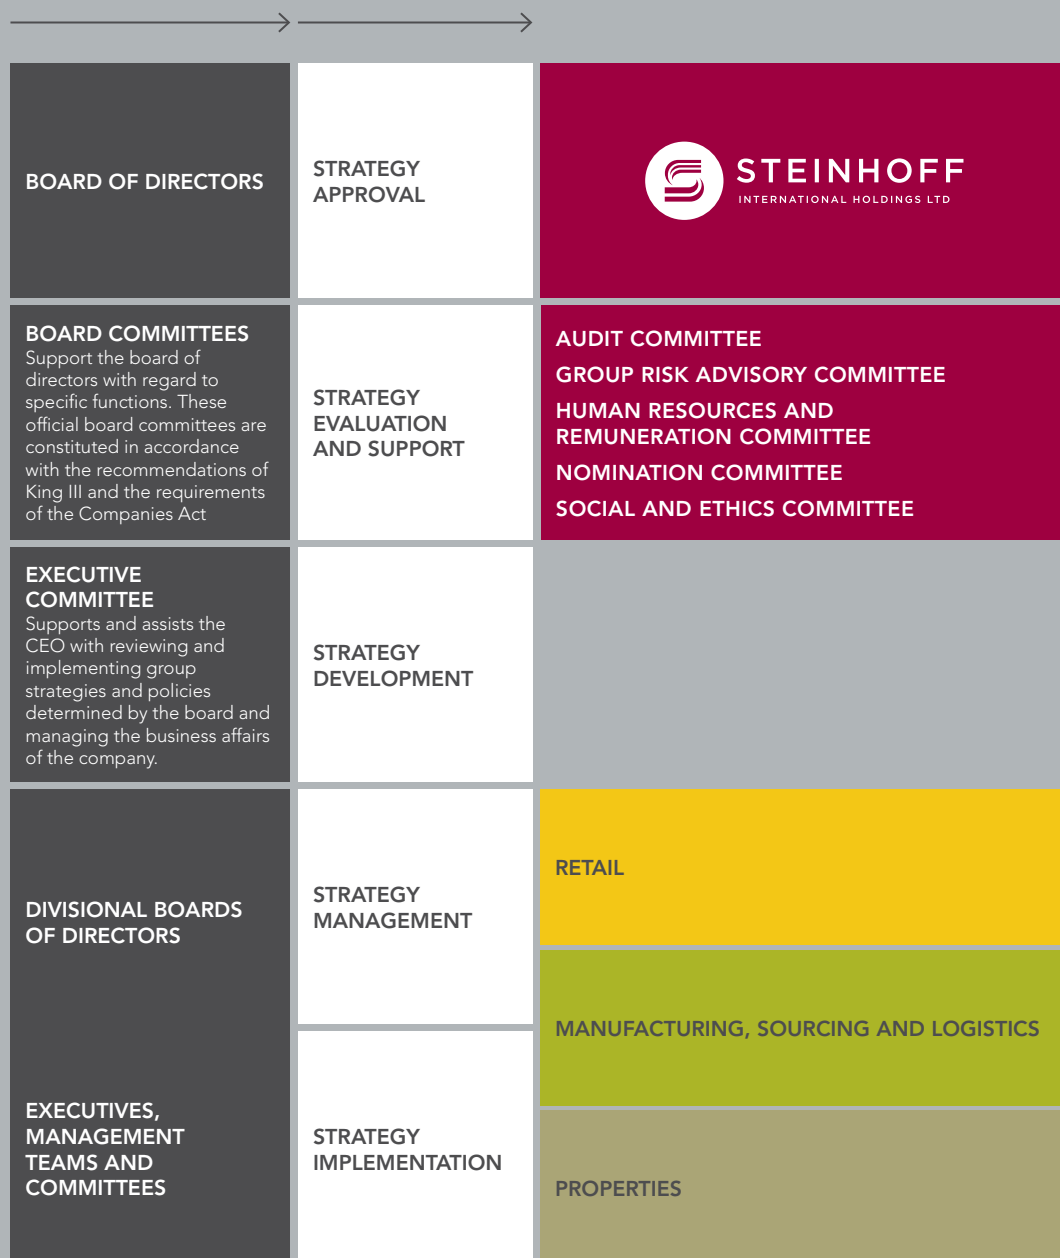 BOARD OF DIRECTORS
STRATEGY
APPROVAL
STEINHOFF
INTERNATIONAL HOLDINGS LTD
BOARD COMMITTEES
Support the board of
directors with regard to
specific functions. These
official board committees are
constituted in accordance
with the recommendations of
King III and the requirements
of the Companies Act
STRATEGY
EVALUATION
AND SUPPORT
AUDIT COMMITTEE
GROUP RISK ADVISORY COMMITTEE
HUMAN RESOURCES AND
REMUNERATION COMMITTEE
NOMINATION COMMITTEE
SOCIAL AND ETHICS COMMITTEE
EXECUTIVE
COMMITTEE
Supports and assists the
CEO with reviewing and
implementing group
strategies and policies
determined by the board and
managing the business affairs
of the company.
STRATEGY
DEVELOPMENT
DIVISIONAL BOARDS
OF DIRECTORS
STRATEGY
MANAGEMENT
RETAIL
MANUFACTURING, SOURCING AND LOGISTICS
EXECUTIVES,
MANAGEMENT
TEAMS AND
COMMITTEES
STRATEGY
IMPLEMENTATION
PROPERTIES